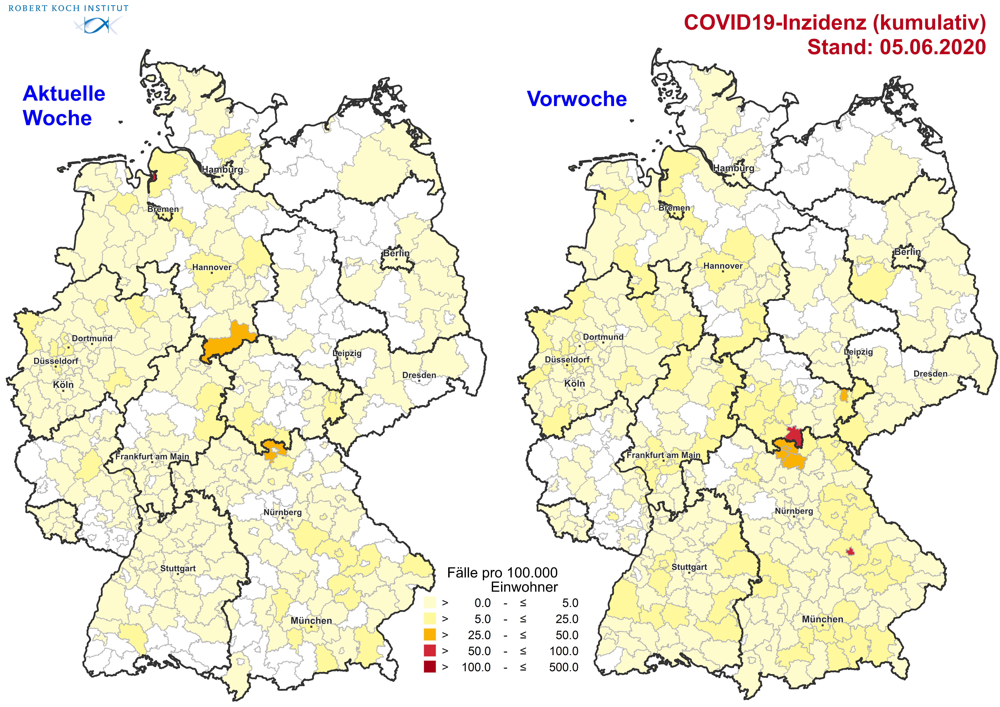 ROBERT KOCH INSTITUT
COVID19-Inzidenz (kumulativ)
Stand: 05.06.2020
Aktuelle
Woche
Hamburg
Bremen
Berlin
Hannover
Dortmund
Leipzig
Düsseldorf
Dresden
Köln
Frankfurt am Main
Nürnberg
Stuttgart
München
Vorwoche
Hamburg
Bremen
Berlin
Hannover
Dortmund
Leipzig
Düsseldorf
Dresden
Köln
Frankfurt am Main
Nürnberg
Stuttgart
München
Fälle pro 100.000
Einwohner
> 0.0 - ≤ 5.0
> 5.0 - ≤ 25.0
> 25.0 - ≤ 50.0
> 50.0 - ≤ 100.0
> 100.0 - ≤ 500.0